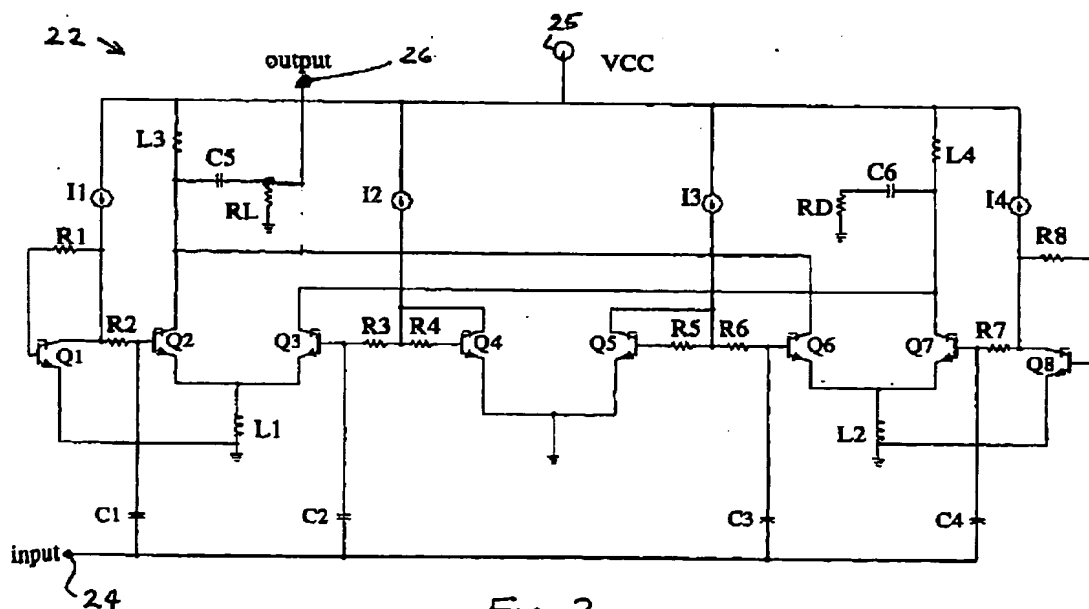 25
22
output
26
VCC
L3
C5
L4
C6
I1
RL
I2
I3
RD
I4
R1
R8
R2
Q2
Q3
R3
R4
Q4
Q5
R5
R6
Q6
Q7
R7
Q1
Q8
L1
L2
C1
C2
C3
C4
input
24